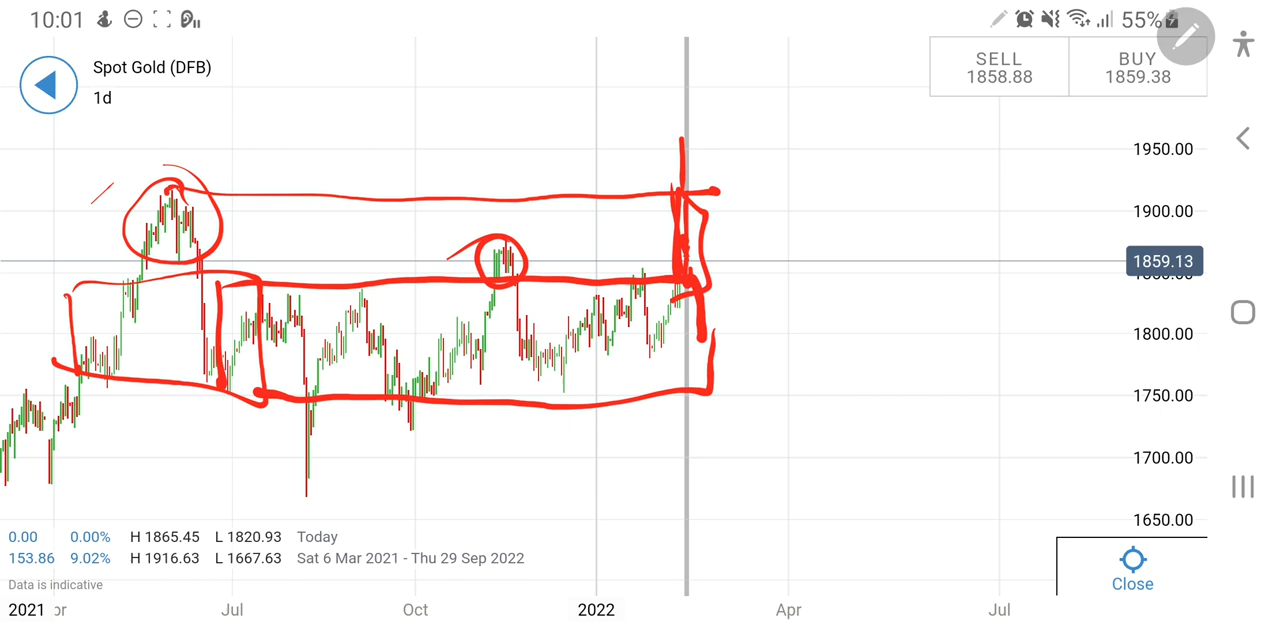 10:01 55%
Spot Gold (DFB)
1d
SELL BUY
1858.88 1859.38
1950.00
1900.00
1859.13
1800.00
1750.00
1700.00
1650.00
0.00 0.00% H 1865.45 L 1820.93 Today
153.86 9.02% H 1916.63 L 1667.63 Sat 6 Mar 2021 - Thu 29 Sep 2022
Data is indicative
Close
2021 pr Jul Oct 2022 Apr Jul